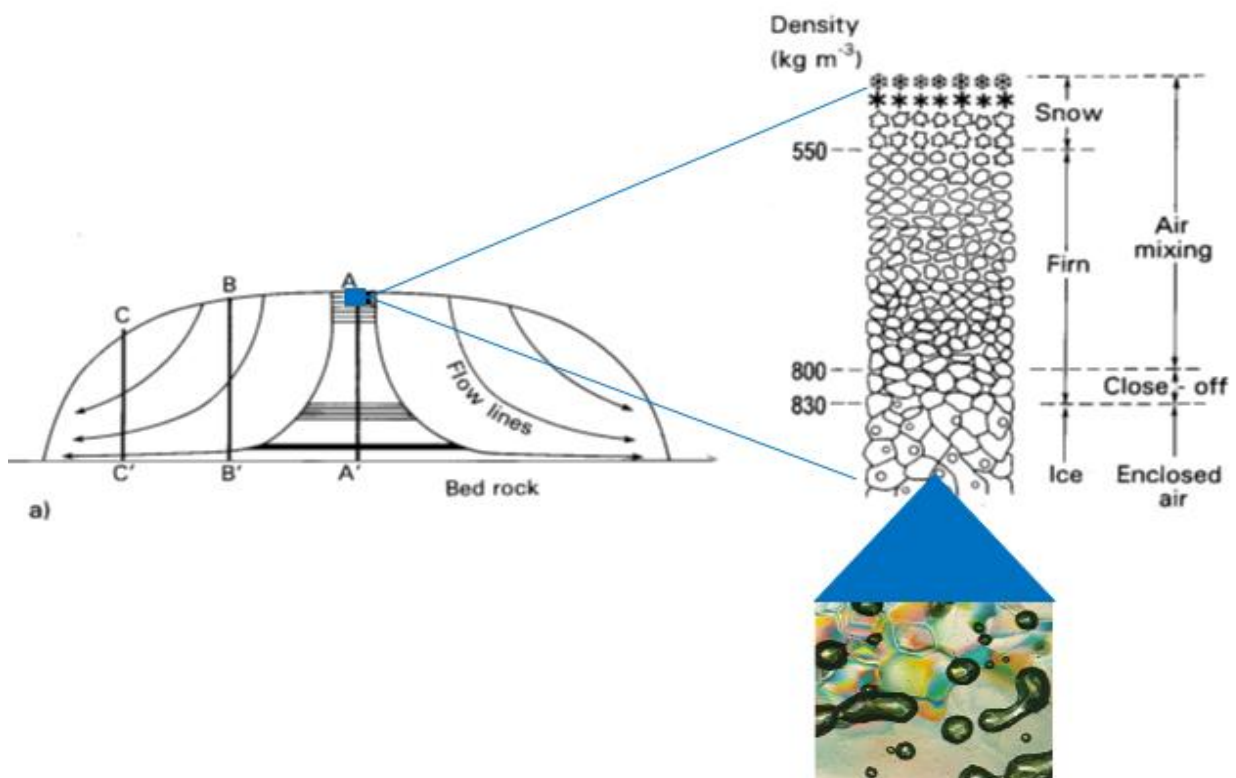 Density
(kg m⁻³)
Snow
550
Air
mixing
Firn
A
B
C
Flow lines
800
Close-off
830
C'
B'
A'
Bed rock
Ice
Enclosed
air
a)